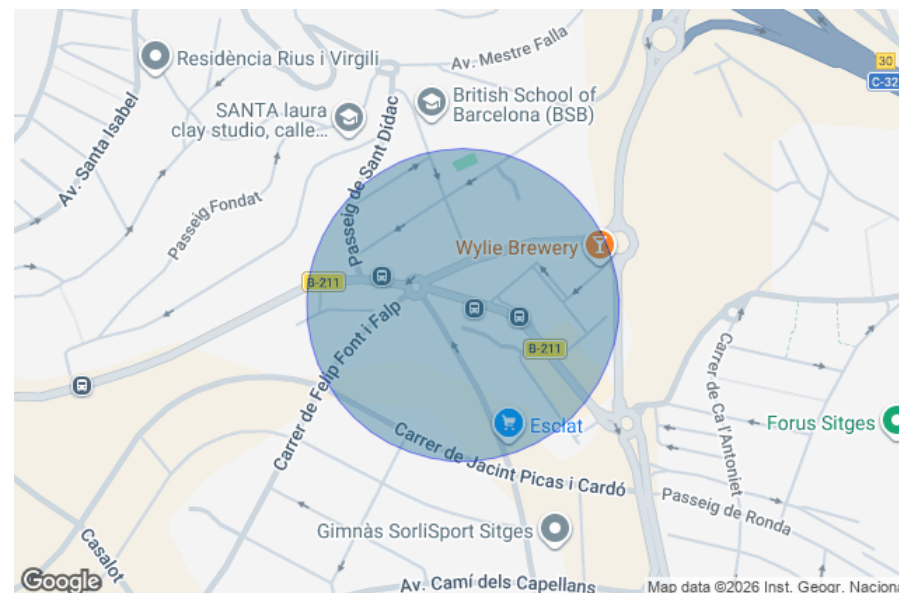 Av. Mestre Falla
Residència Rius i Virgili
30
C-32
British School of
Barcelona (BSB)
SANTA laura
clay studio, calle...
Av. Santa Isabel
Passeig de Sant Dídac
Passeig Fondat
Wylie Brewery
B-211
B-211
Carrer de Felip Font i Falp
Carrer de Ca l'Antoniet
Esclat
Forus Sitges
Carrer de Jacint Picas i Cardó
Passeig de Ronda
Gimnàs SorliSport Sitges
Casalot
Google
Av. Camí dels Capellans
Map data ©2026 Inst. Geogr. Naciona